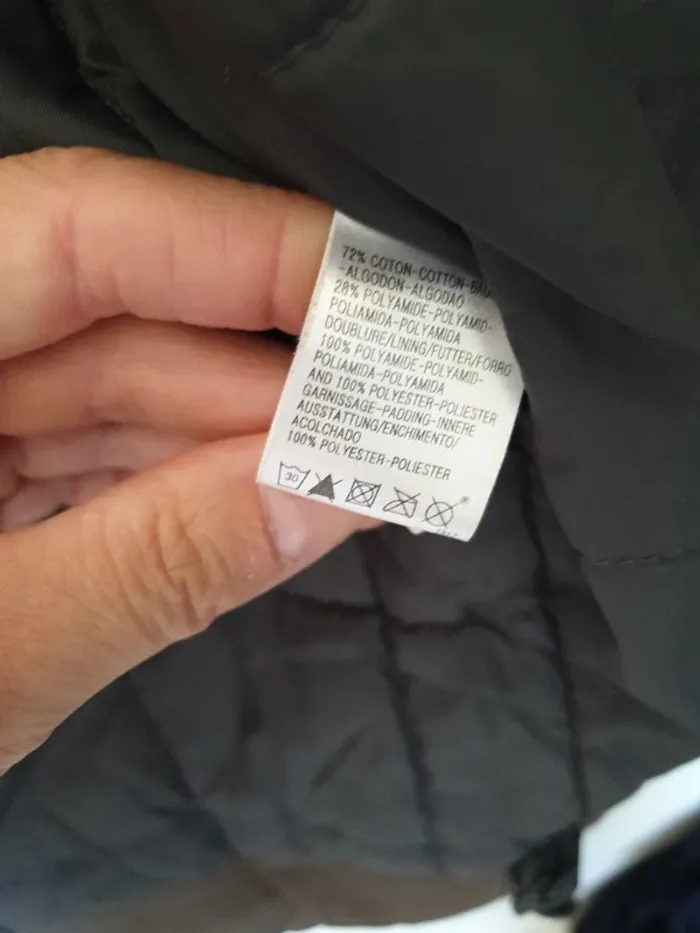 72% COTON-COTTON-BAU
-ALGODON-ALGODAO
28% POLYAMIDE-POLYAMID-
POLIAMIDA-POLYAMIDA
DOUBLURE/LINING/FUTTER/FORRO
100% POLYAMIDE-POLYAMID-
POLIAMIDA-POLYAMIDA
AND 100% POLYESTER-POLIESTER
GARNISSAGE-PADDING-INNERE
AUSSTATTUNG/ENCHIMENTO/
ACOLCHADO
100% POLYESTER-POLIESTER
30